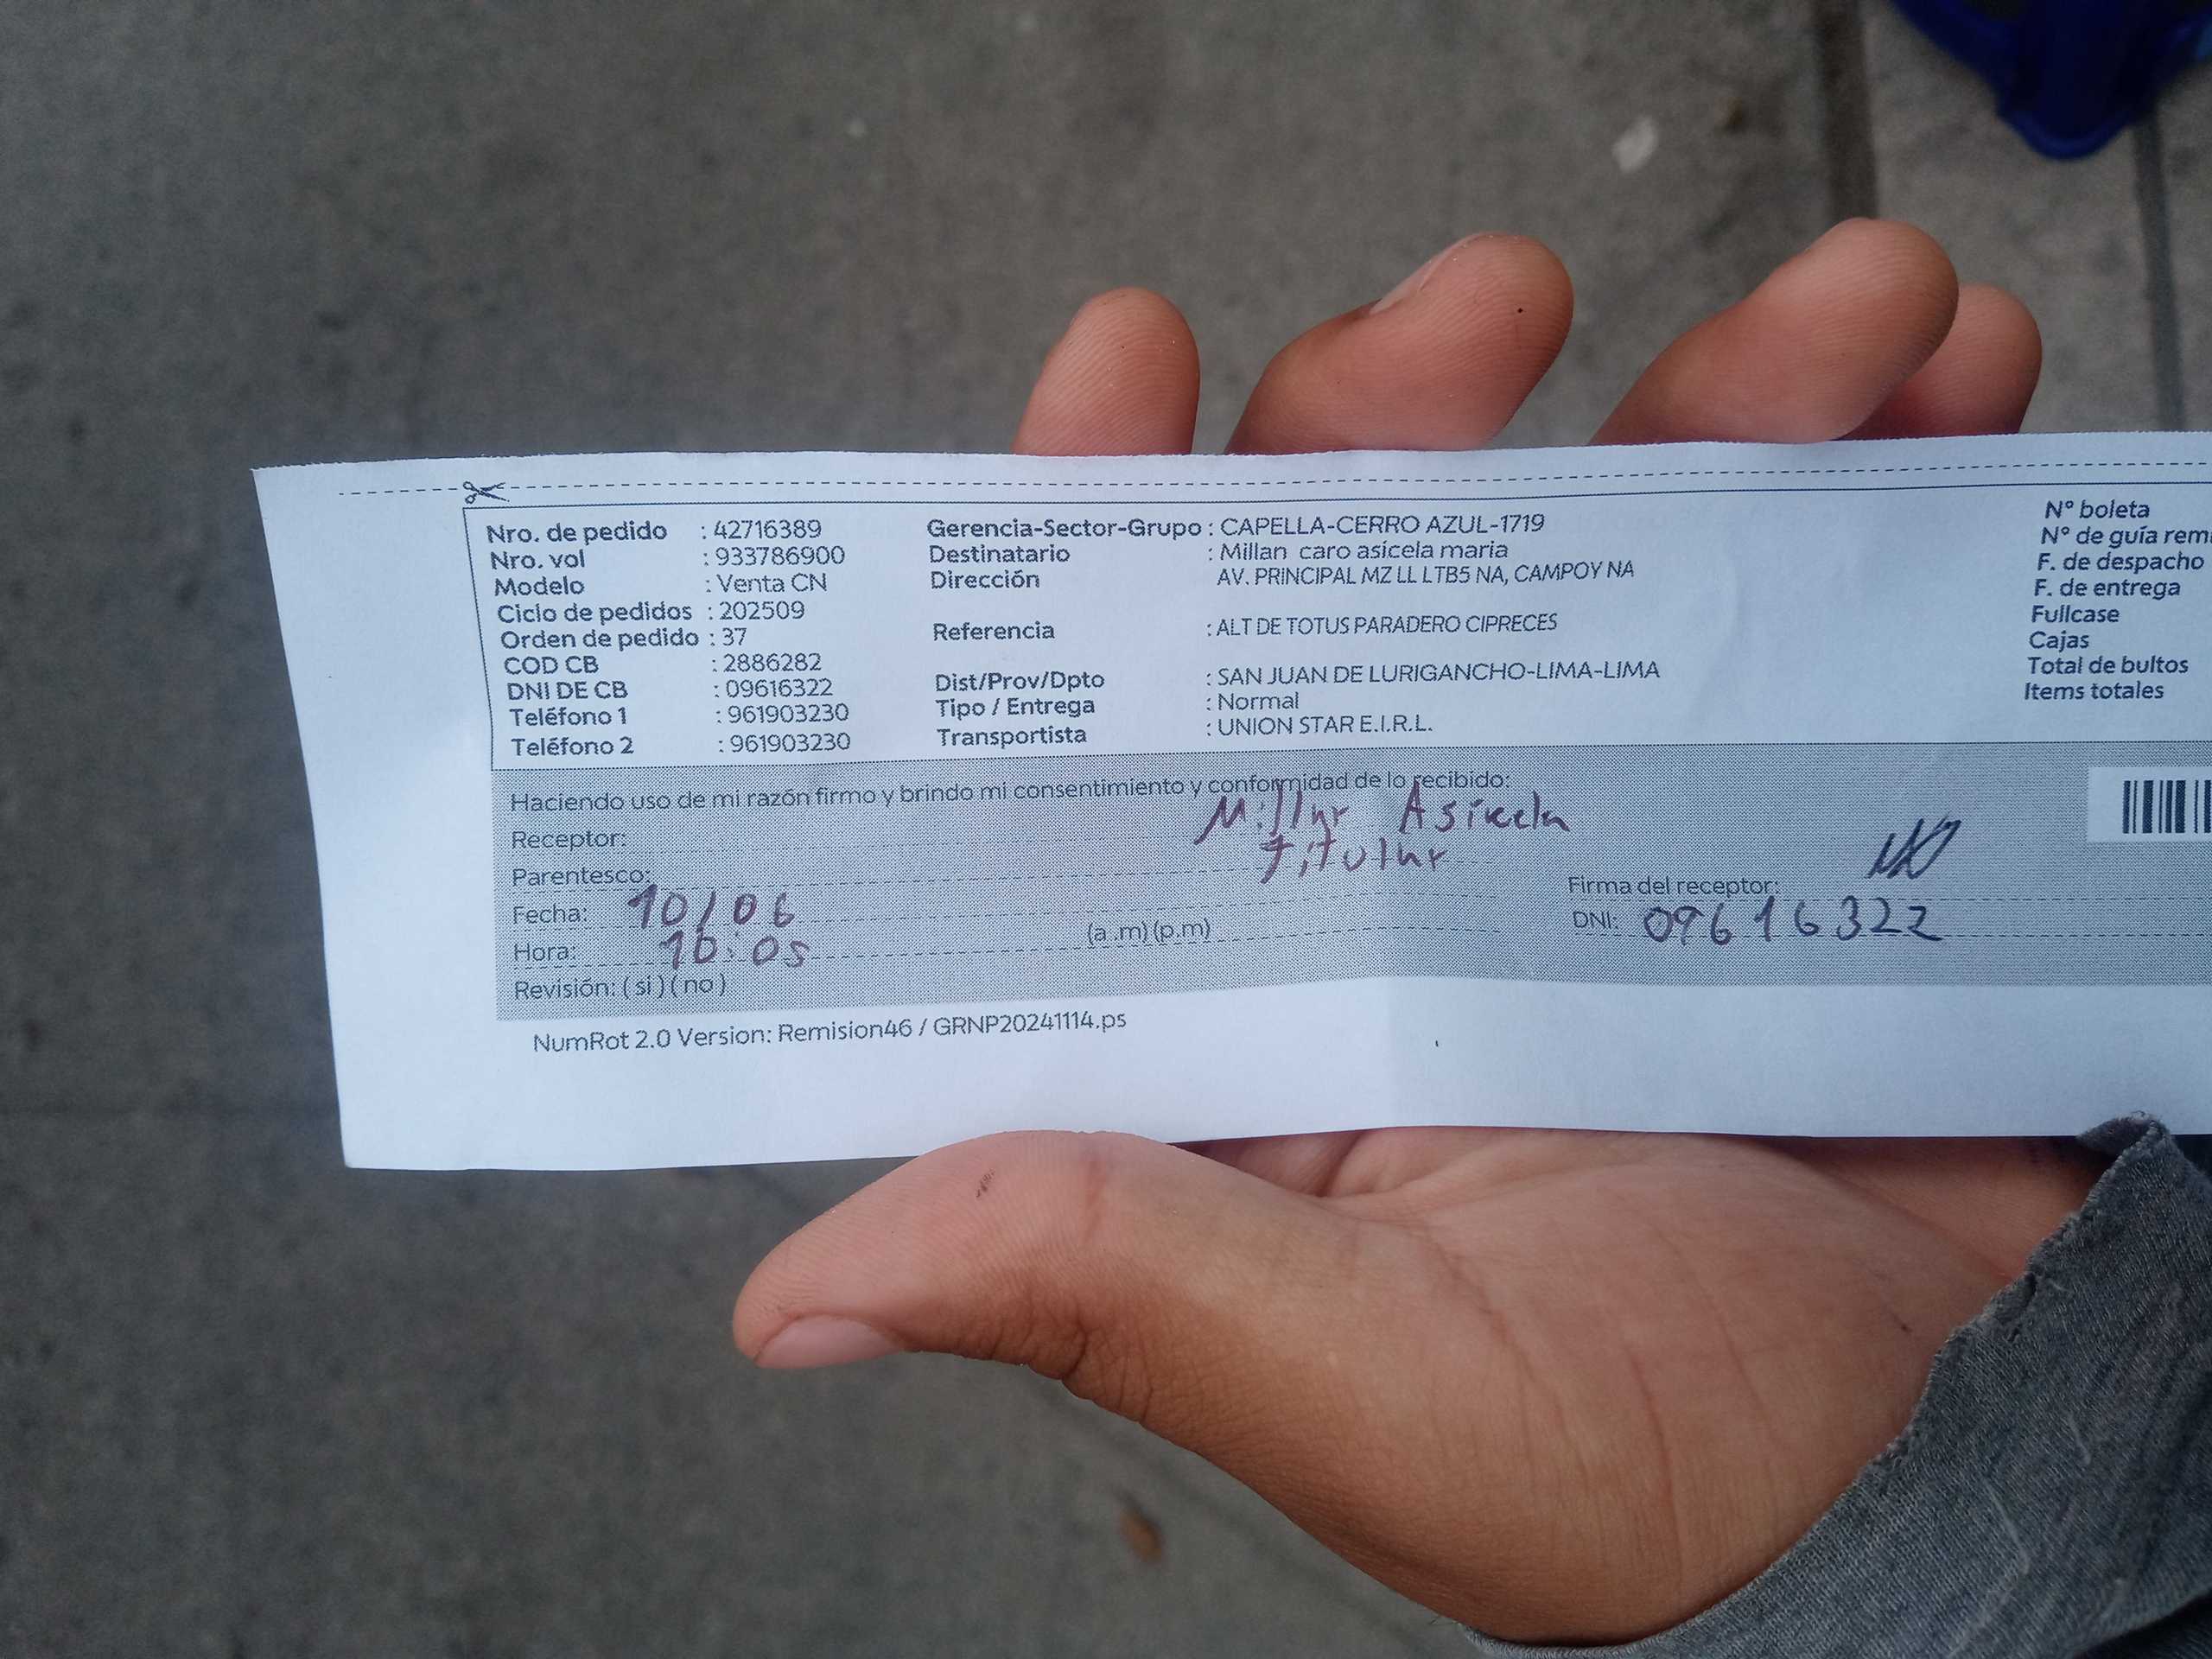 Nro. de pedido : 42716389
Nro. vol : 933786900
Modelo : Venta CN
Ciclo de pedidos : 202509
Orden de pedido : 37
COD CB : 2886282
DNI DE CB : 09616322
Teléfono 1 : 961903230
Teléfono 2 : 961903230
Gerencia-Sector-Grupo : CAPELLA-CERRO AZUL-1719
Destinatario : Millan caro asicela maria
Dirección AV. PRINCIPAL MZ LL LTB5 NA, CAMPOY NA
Referencia : ALT DE TOTUS PARADERO CIPRECES
Dist/Prov/Dpto : SAN JUAN DE LURIGANCHO-LIMA-LIMA
Tipo / Entrega : Normal
Transportista : UNION STAR E.I.R.L.
N° boleta
N° de guía
F. de despacho
F. de entrega
Fullcase
Cajas
Total de bultos
Items totales
Haciendo uso de mi razón firmo y brindo mi consentimiento y conformidad de lo recibido:
Receptor: Millar Asicela
Parentesco: titular
Fecha: 10/06
Hora: 10:05 (a .m) (p.m)
Revisión: ( si ) ( no )
Firma del receptor:
DNI: 09616322
NumRot 2.0 Version: Remision46 / GRNP20241114.ps